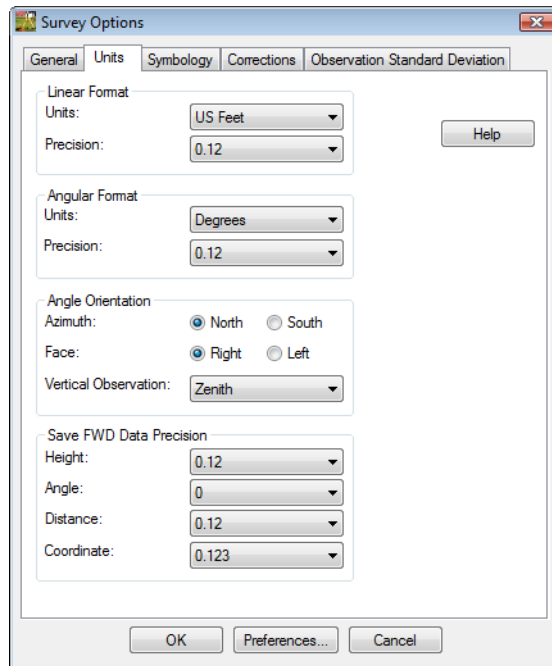 Survey Options
General Units Symbology Corrections Observation Standard Deviation
Linear Format
Units: US Feet
Precision: 0.12
Help
Angular Format
Units: Degrees
Precision: 0.12
Angle Orientation
Azimuth: North South
Face: Right Left
Vertical Observation: Zenith
Save FWD Data Precision
Height: 0.12
Angle: 0
Distance: 0.12
Coordinate: 0.123
OK Preferences... Cancel